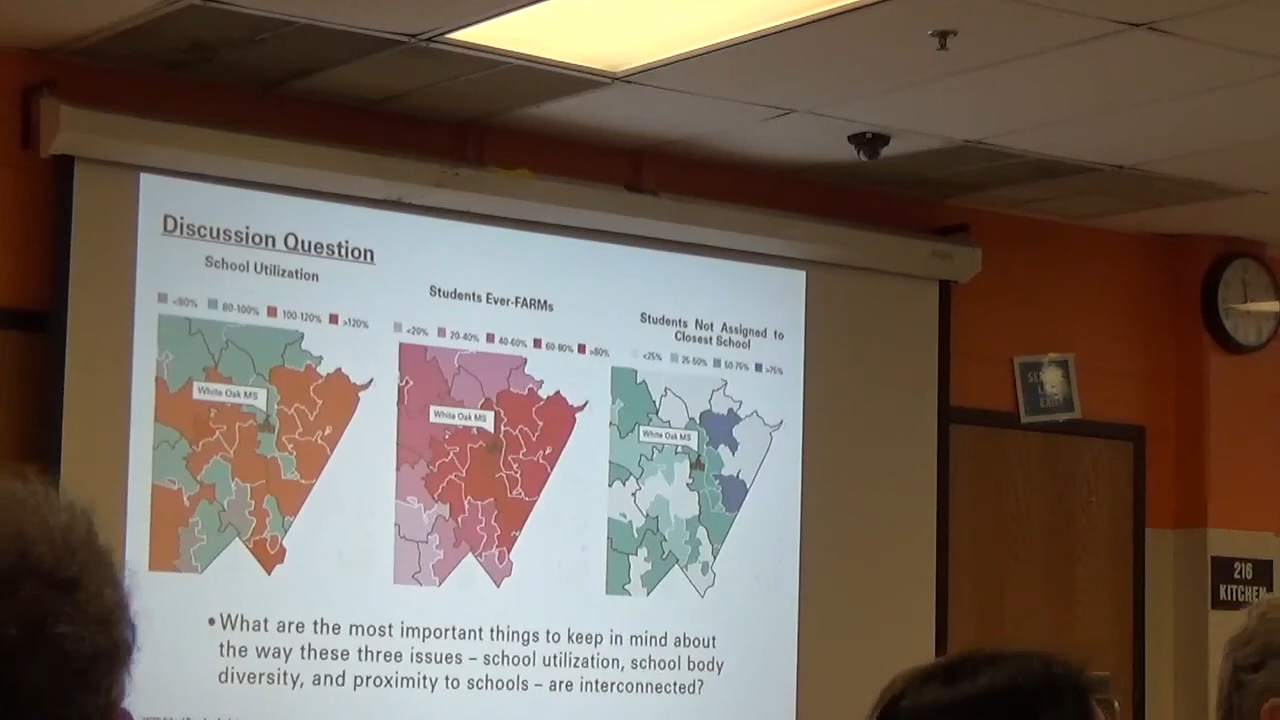 Discussion Question
School Utilization
<80% 80-100% 100-120% >120%
White Oak MS
Students Ever-FARMs
<20% 20-40% 40-60% 60-80% >80%
White Oak MS
Students Not Assigned to
Closest School
<25% 25-50% 50-75% >75%
White Oak MS
• What are the most important things to keep in mind about
the way these three issues – school utilization, school body
diversity, and proximity to schools – are interconnected?
216
KITCHEN